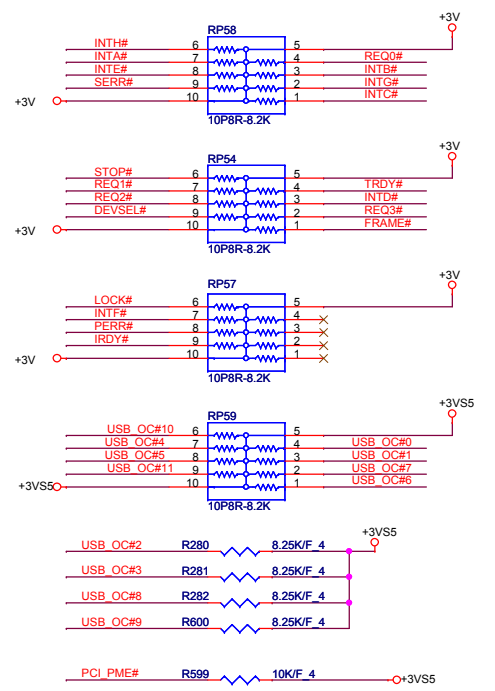 RP58
+3V
INTH# 6 5
INTA# 7 4 REQ0#
INTE# 8 3 INTB#
SERR# 9 2 INTG#
+3V 10 1 INTC#
10P8R-8.2K
RP54
+3V
STOP# 6 5
REQ1# 7 4 TRDY#
REQ2# 8 3 INTD#
DEVSEL# 9 2 REQ3#
+3V 10 1 FRAME#
10P8R-8.2K
RP57
+3V
LOCK# 6 5
INTF# 7 4
PERR# 8 3
IRDY# 9 2
+3V 10 1
10P8R-8.2K
RP59
+3VS5
USB_OC#10 6 5
USB_OC#4 7 4 USB_OC#0
USB_OC#5 8 3 USB_OC#1
USB_OC#11 9 2 USB_OC#7
+3VS5 10 1 USB_OC#6
10P8R-8.2K
+3VS5
USB_OC#2 R280 8.25K/F_4
USB_OC#3 R281 8.25K/F_4
USB_OC#8 R282 8.25K/F_4
USB_OC#9 R600 8.25K/F_4
PCI_PME# R599 10K/F_4 +3VS5